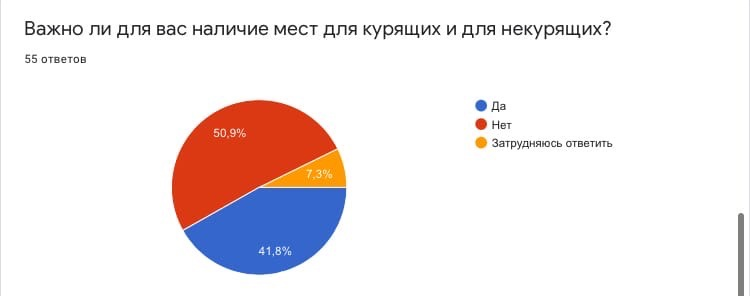 Важно ли для вас наличие мест для курящих и для некурящих?
55 ответов
Да
Нет
Затрудняюсь ответить
50,9%
7,3%
41,8%